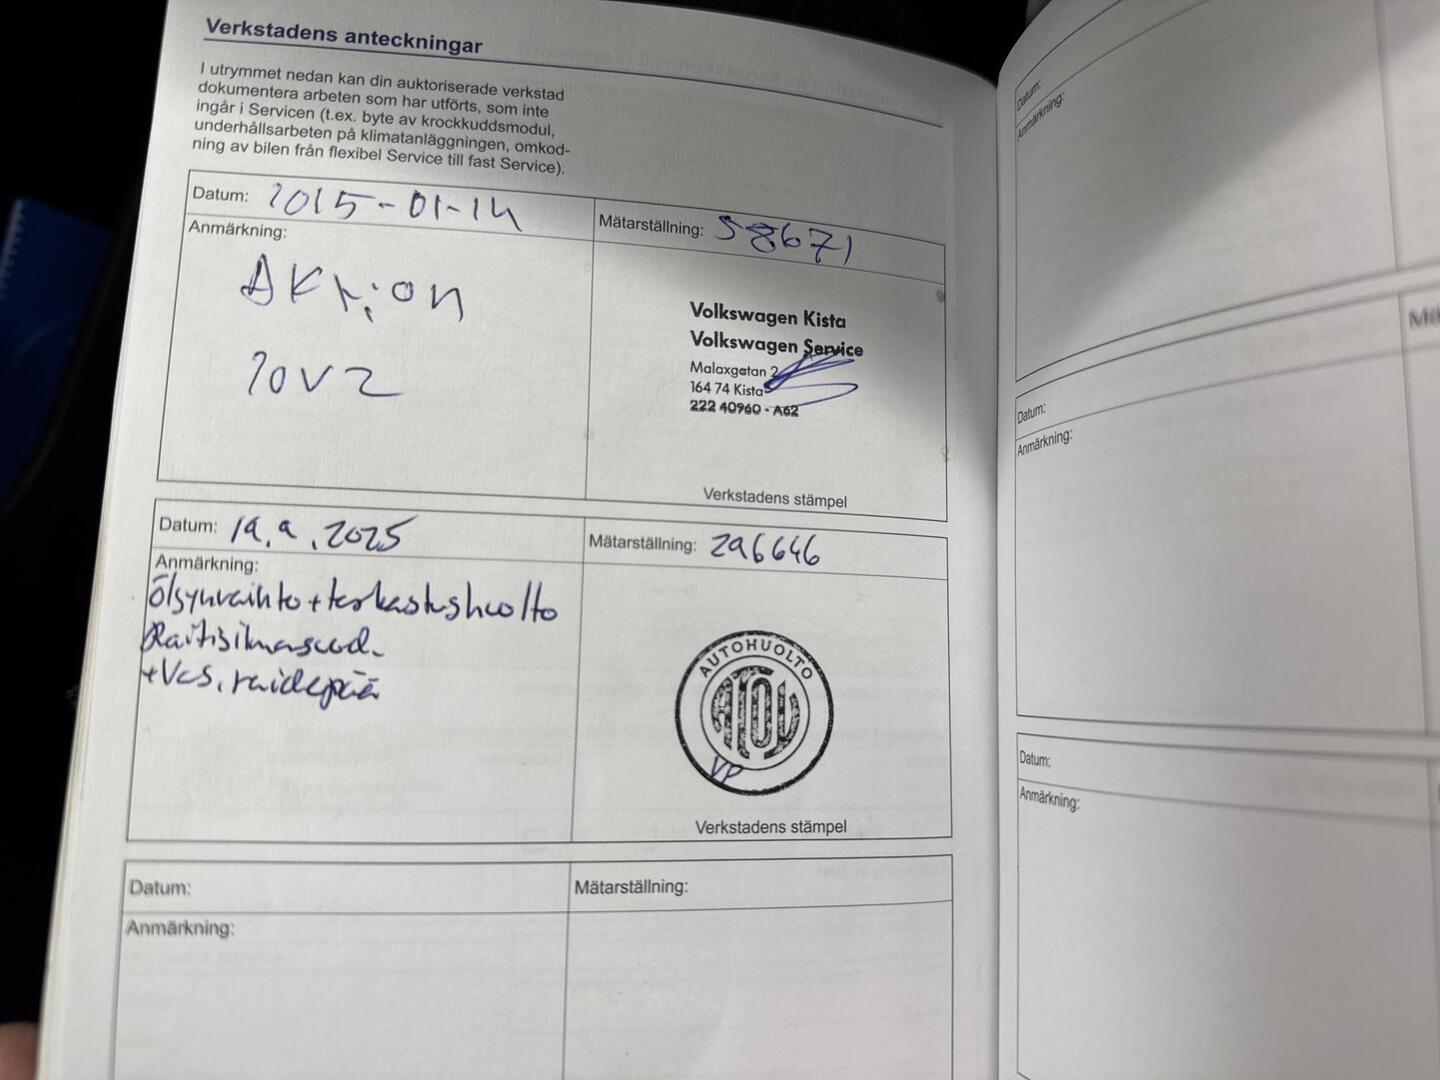 Verkstadens anteckningar
I utrymmet nedan kan din auktoriserade verkstad
dokumentera arbeten som har utförts, som inte
ingår i Servicen (t.ex. byte av krockkuddsmodul,
underhållsarbeten på klimatanläggningen, omkod-
ning av bilen från flexibel Service till fast Service).
Datum: 2015-01-14
Mätarställning: 58671
Anmärkning:
Aktion
20V2
Volkswagen Kista
Volkswagen Service
Malaxgatan 2
164 74 Kista
222 40960 - A62
Verkstadens stämpel
Datum: 19.9.2025
Mätarställning: 296646
Anmärkning:
Öljynvaihto + tarkastushuolto
Raitisilmasuod.
+ Vas. raidepää
AUTOHUOLTO
VP
Verkstadens stämpel
Datum:
Mätarställning:
Anmärkning:
Datum:
Anmärkning:
Datum:
Anmärkning:
Datum:
Anmärkning: